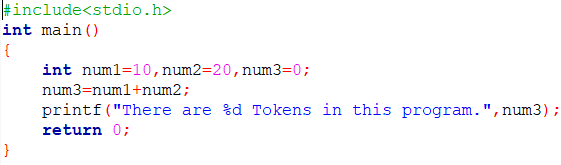 #include<stdio.h>
int main()
{
    int num1=10,num2=20,num3=0;
    num3=num1+num2;
    printf("There are %d Tokens in this program.",num3);
    return 0;
}